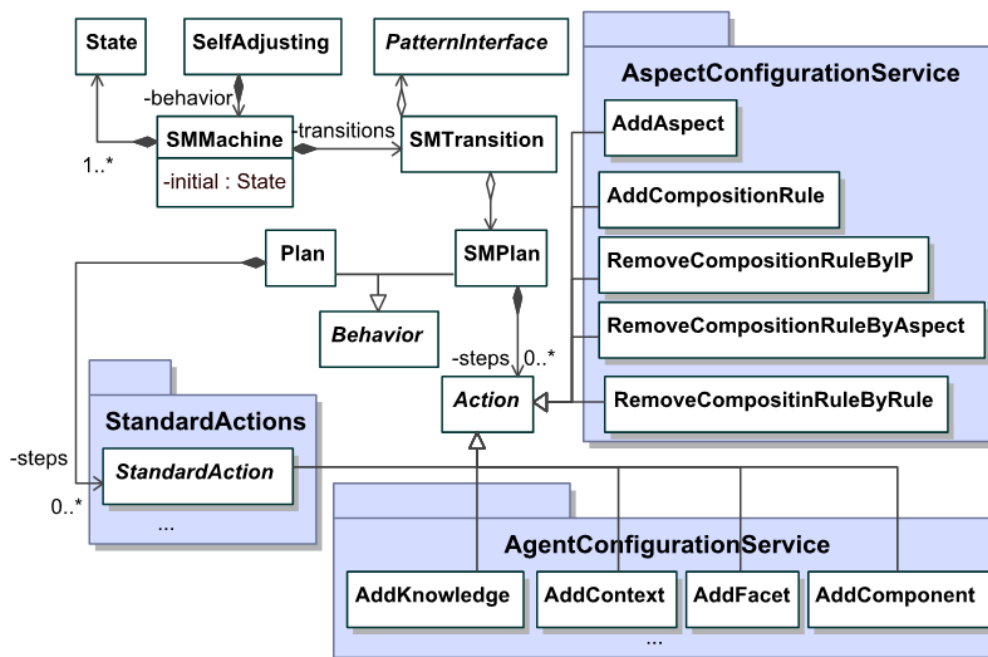 State
SelfAdjusting
PatternInterface
AspectConfigurationService
-behavior
AddAspect
SMMachine
-transitions
SMTransition
1..*
-initial : State
AddCompositionRule
Plan
SMPlan
RemoveCompositionRuleByIP
Behavior
RemoveCompositionRuleByAspect
-steps 0..*
Action
RemoveCompositinRuleByRule
StandardActions
-steps
StandardAction
0..*
...
AgentConfigurationService
AddKnowledge
AddContext
AddFacet
AddComponent
...